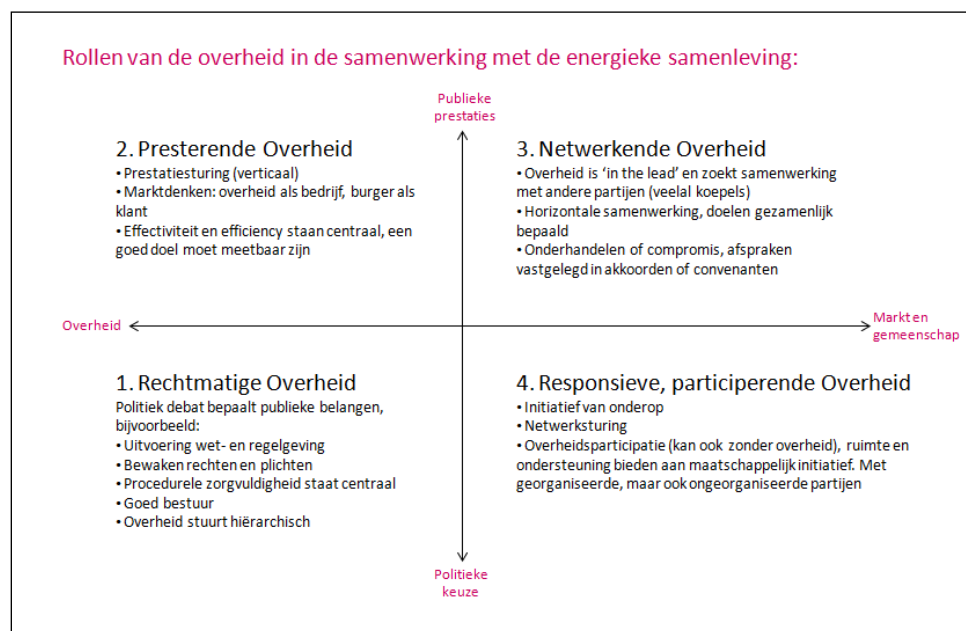 Rollen van de overheid in de samenwerking met de energieke samenleving:
Publieke
prestaties
2. Presterende Overheid
• Prestatiesturing (verticaal)
• Marktdenken: overheid als bedrijf, burger als
klant
• Effectiviteit en efficiency staan centraal, een
goed doel moet meetbaar zijn
3. Netwerkende Overheid
• Overheid is ‘in the lead’ en zoekt samenwerking
met andere partijen (veelal koepels)
• Horizontale samenwerking, doelen gezamenlijk
bepaald
• Onderhandelen of compromis, afspraken
vastgelegd in akkoorden of convenanten
Overheid
Markt en
gemeenschap
1. Rechtmatige Overheid
Politiek debat bepaalt publieke belangen,
bijvoorbeeld:
• Uitvoering wet- en regelgeving
• Bewaken rechten en plichten
• Procedurele zorgvuldigheid staat centraal
• Goed bestuur
• Overheid stuurt hiërarchisch
4. Responsieve, participerende Overheid
• Initiatief van onderop
• Netwerksturing
• Overheidsparticipatie (kan ook zonder overheid), ruimte en
ondersteuning bieden aan maatschappelijk initiatief. Met
georganiseerde, maar ook ongeorganiseerde partijen
Politieke
keuze